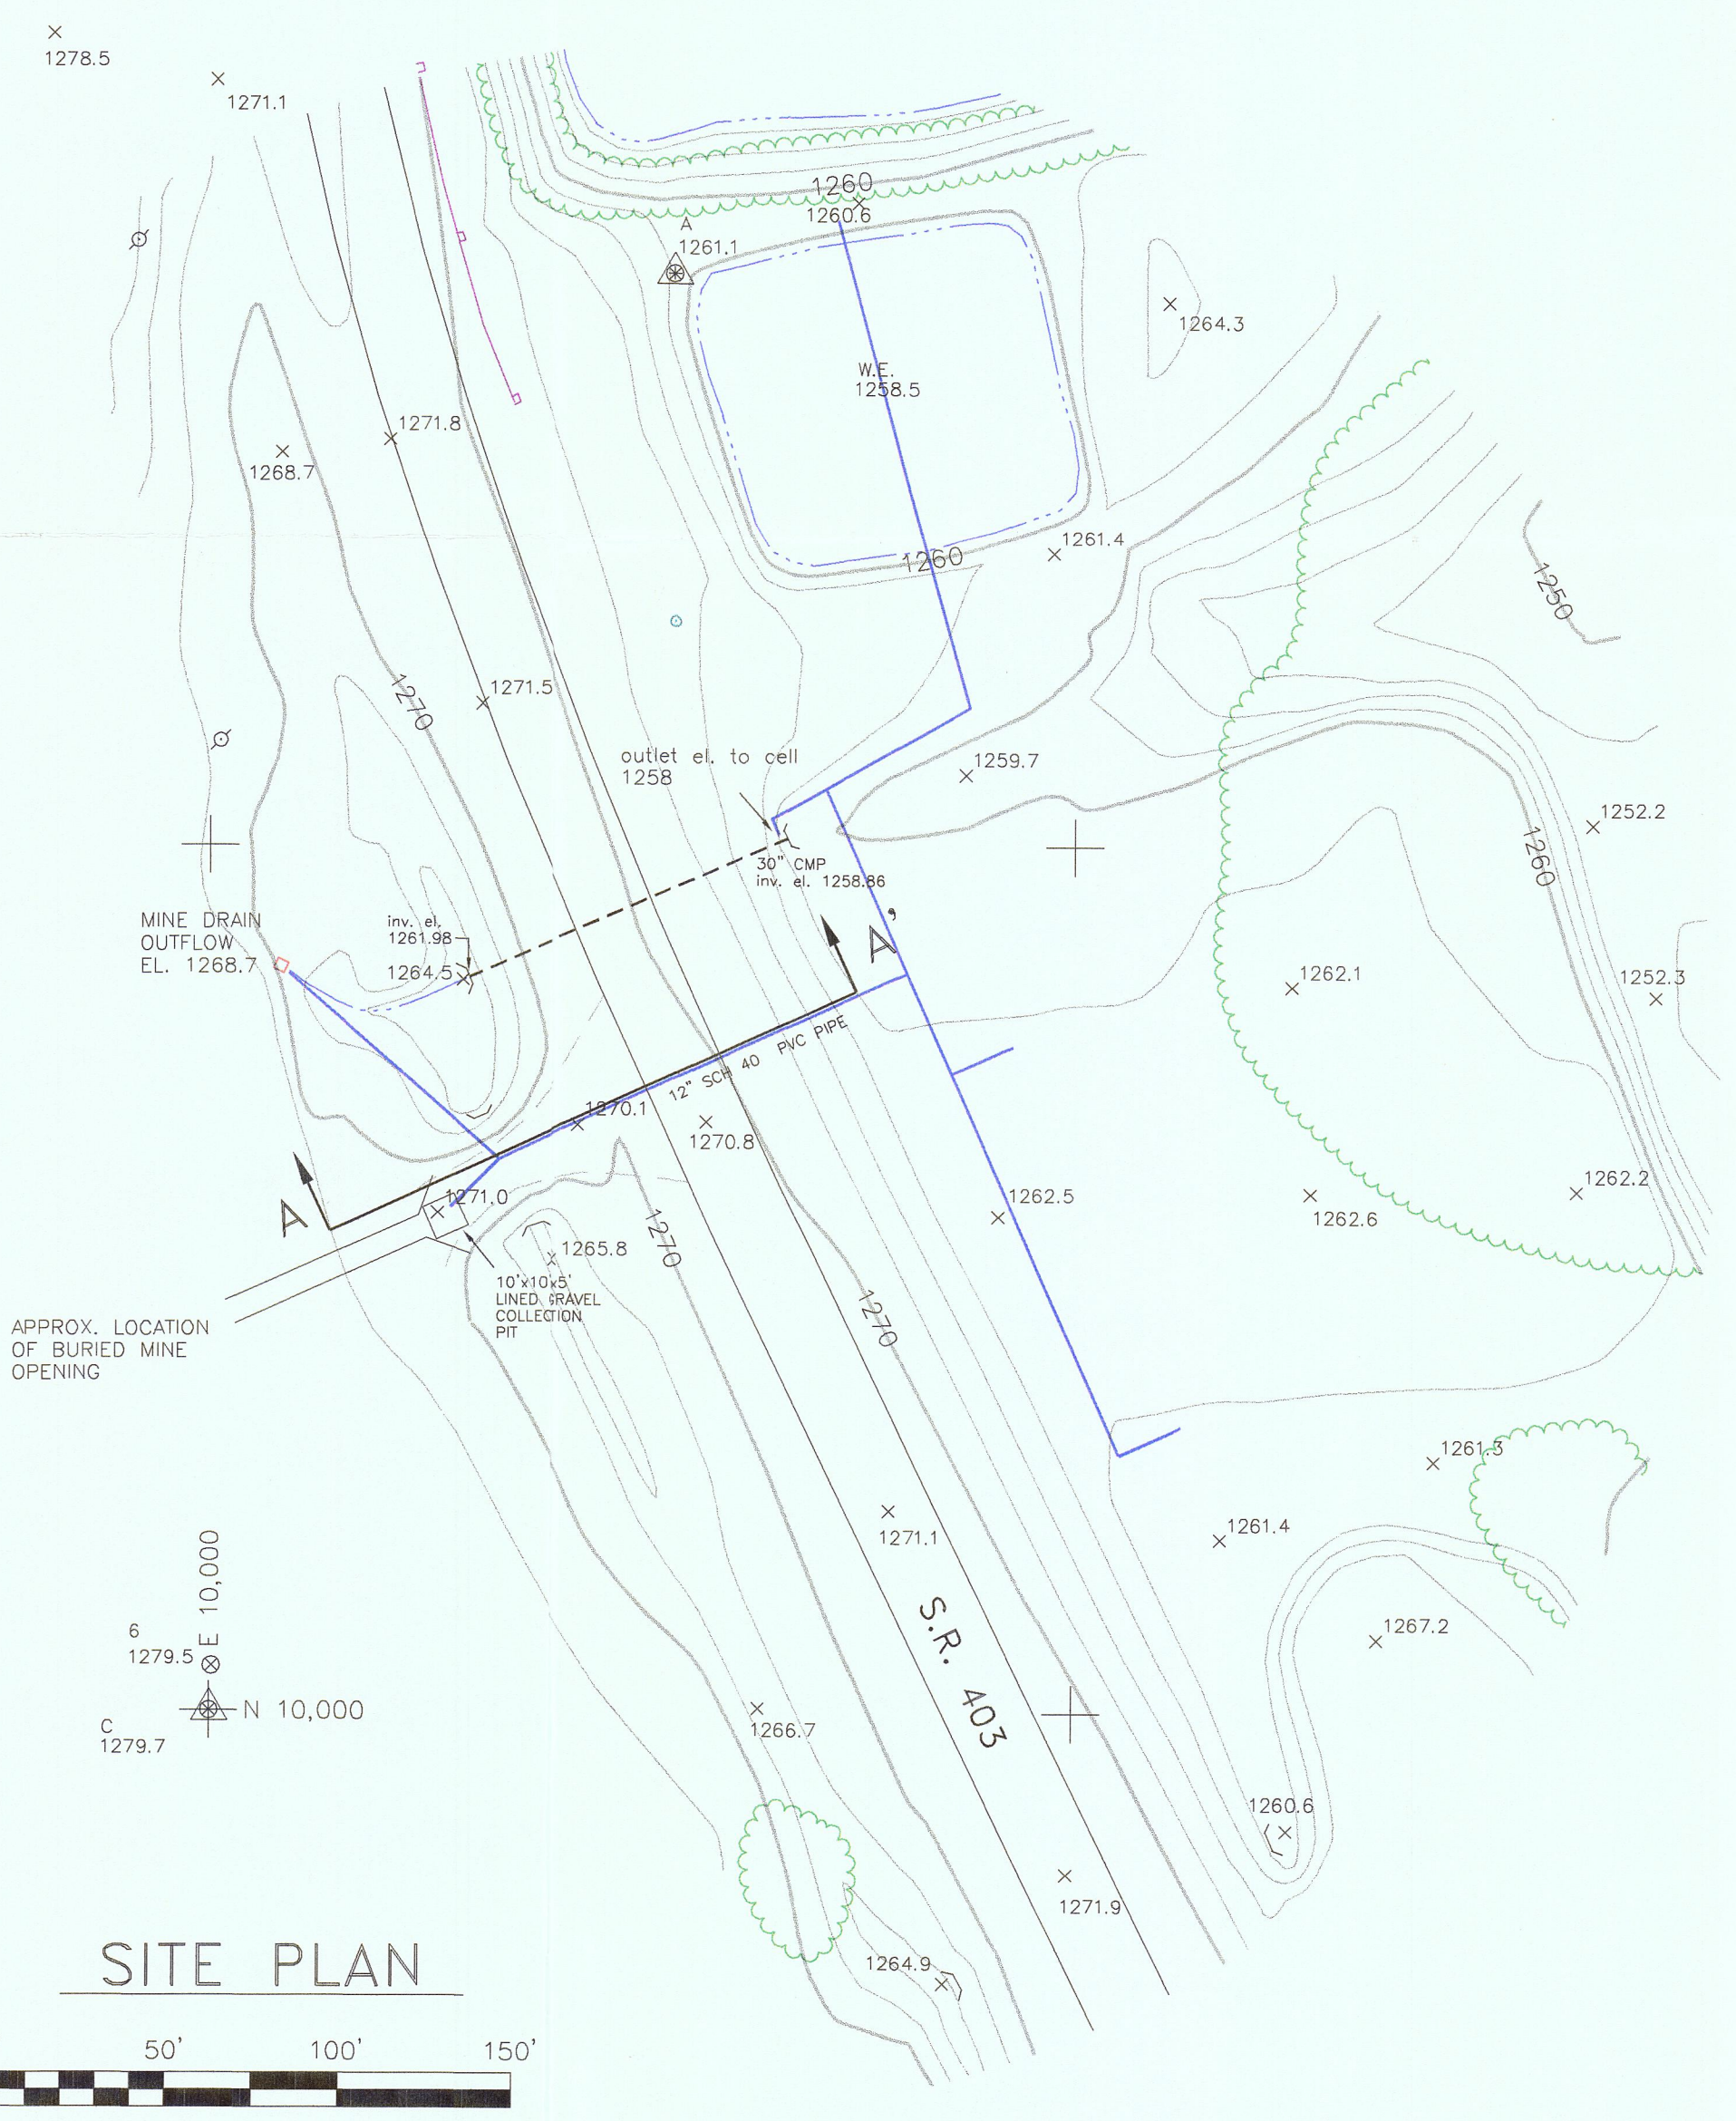 1278.5
1271.1
1260
1260.6
A
1261.1
1264.3
W.E.
1258.5
1271.8
1268.7
1261.4
1260
1250
1271.5
1270
outlet el. to cell
1258
1259.7
1252.2
1260
30" CMP
inv. el. 1258.86
MINE DRAIN
OUTFLOW
EL. 1268.7
inv. el.
1261.98
1264.5
A'
1262.1
1252.3
12" SCH 40 PVC PIPE
1270.1
1270.8
A
1271.0
1262.5
1262.6
1262.2
1270
1265.8
10'x10'x5'
LINED GRAVEL
COLLECTION
PIT
1270
APPROX. LOCATION
OF BURIED MINE
OPENING
1261.3
1271.1
1261.4
E 10,000
S.R. 403
6
1279.5
1267.2
N 10,000
C
1279.7
1266.7
1260.6
1271.9
1264.9
SITE PLAN
50' 100' 150'